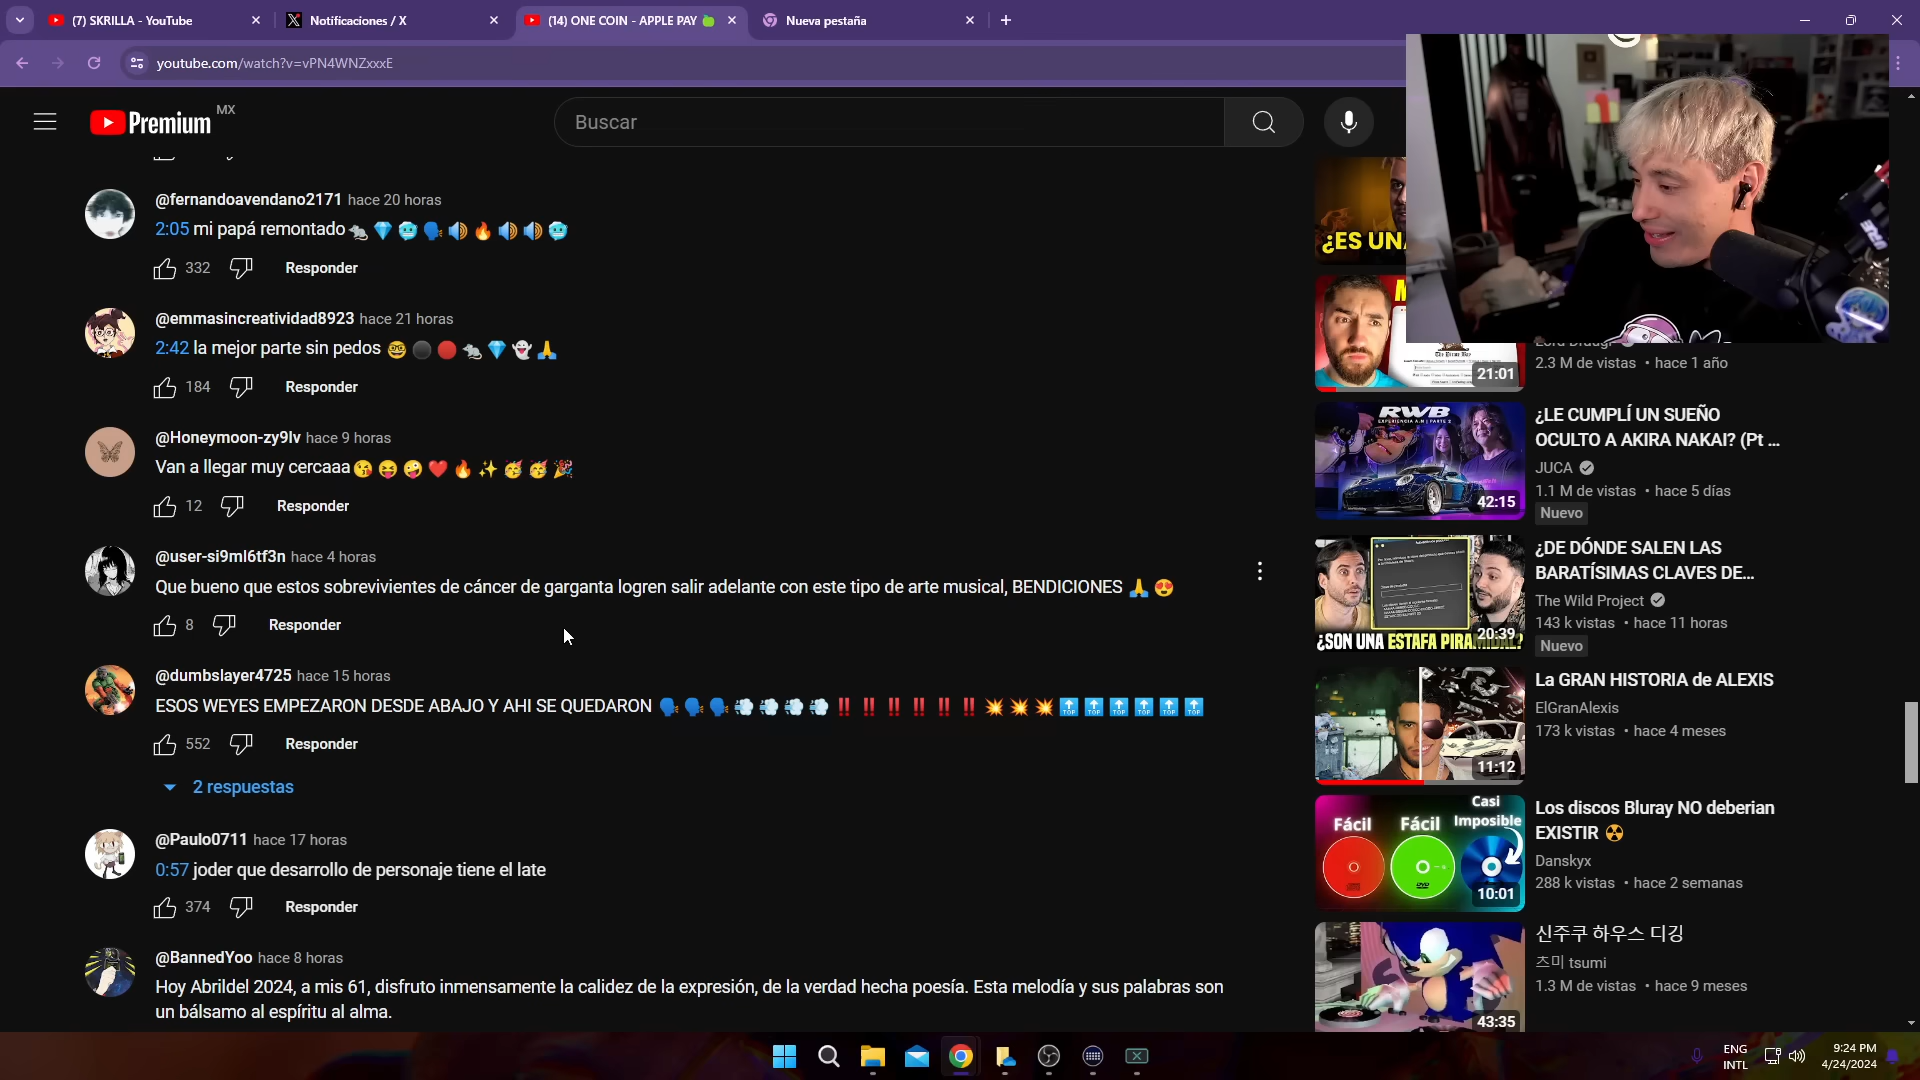 (7) SKRILLA - YouTube
Notificaciones / X
(14) ONE COIN - APPLE PAY 🍏
Nueva pestaña
youtube.com/watch?v=vPN4WNZxxxE
Premium MX
Buscar
@fernandoavendano2171 hace 20 horas
2:05 mi papá remontado🐀💎🥶🗣️🔊🔥🔊🔊🥶
332 Responder
@emmasincreatividad8923 hace 21 horas
2:42 la mejor parte sin pedos 🤓⚫🔴🐀💎👻🙏
184 Responder
@Honeymoon-zy9lv hace 9 horas
Van a llegar muy cercaaa😘😝🤪❤️🔥✨🥳🥳🎉
12 Responder
@user-si9ml6tf3n hace 4 horas
Que bueno que estos sobrevivientes de cáncer de garganta logren salir adelante con este tipo de arte musical, BENDICIONES 🙏😍
8 Responder
@dumbslayer4725 hace 15 horas
ESOS WEYES EMPEZARON DESDE ABAJO Y AHI SE QUEDARON 🗣️🗣️🗣️💨💨💨💨‼️‼️‼️‼️‼️‼️💥💥💥🔝🔝🔝🔝🔝🔝
552 Responder
2 respuestas
@Paulo0711 hace 17 horas
0:57 joder que desarrollo de personaje tiene el late
374 Responder
@BannedYoo hace 8 horas
Hoy Abrildel 2024, a mis 61, disfruto inmensamente la calidez de la expresión, de la verdad hecha poesía. Esta melodía y sus palabras son
un bálsamo al espíritu al alma.
¿ES UNA
The Pirate Bay
21:01
2.3 M de vistas • hace 1 año
RWB
EXPERIENCIA A.N | PARTE 2
42:15
¿LE CUMPLÍ UN SUEÑO
OCULTO A AKIRA NAKAI? (Pt ...
JUCA
1.1 M de vistas • hace 5 días
Nuevo
¿SON UNA ESTAFA PIRAMIDAL?
20:39
¿DE DÓNDE SALEN LAS
BARATÍSIMAS CLAVES DE...
The Wild Project
143 k vistas • hace 11 horas
Nuevo
11:12
La GRAN HISTORIA de ALEXIS
ElGranAlexis
173 k vistas • hace 4 meses
Fácil Fácil Casi
Imposible
DVD
10:01
Los discos Bluray NO deberian
EXISTIR ☢️
Danskyx
288 k vistas • hace 2 semanas
43:35
신주쿠 하우스 디깅
츠미 tsumi
1.3 M de vistas • hace 9 meses
ENG
INTL
9:24 PM
4/24/2024